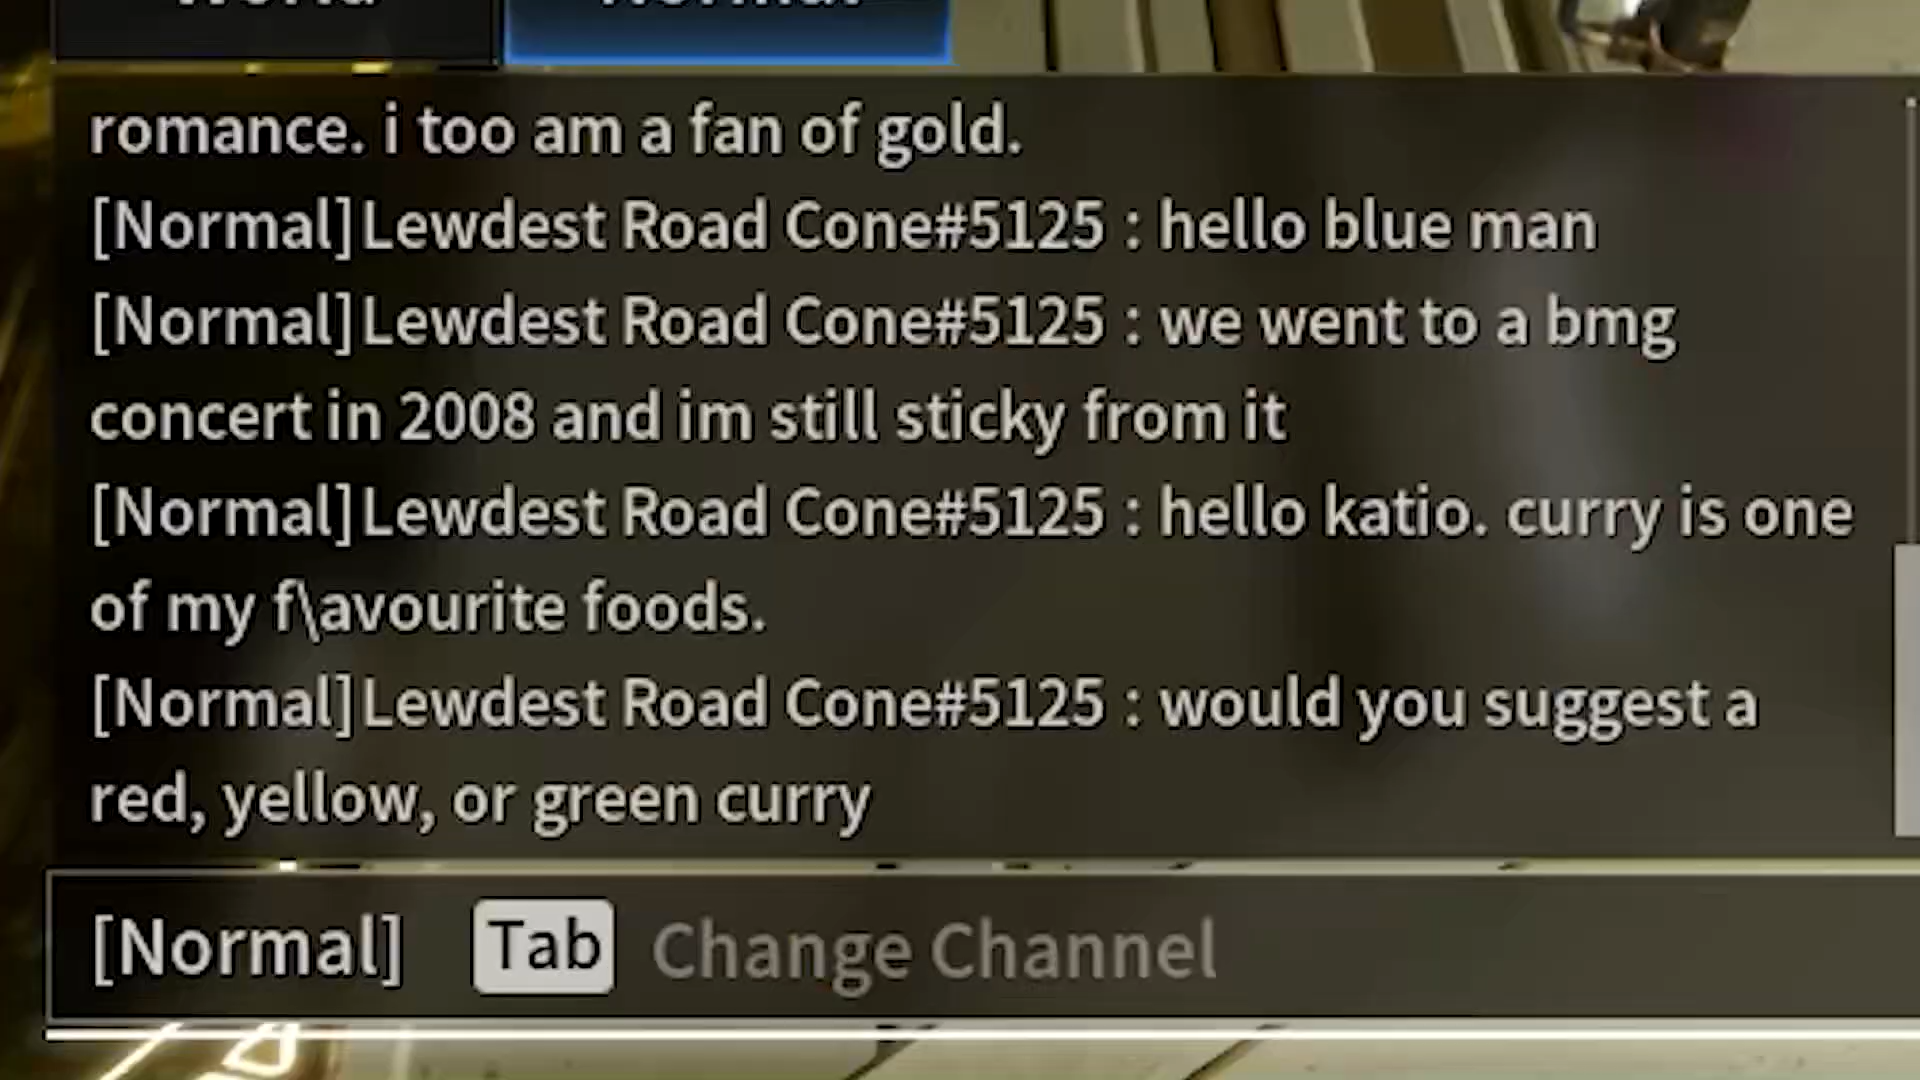 World Normal
romance. i too am a fan of gold.
[Normal]Lewdest Road Cone#5125 : hello blue man
[Normal]Lewdest Road Cone#5125 : we went to a bmg
concert in 2008 and im still sticky from it
[Normal]Lewdest Road Cone#5125 : hello katio. curry is one
of my f\avourite foods.
[Normal]Lewdest Road Cone#5125 : would you suggest a
red, yellow, or green curry
[Normal] Tab Change Channel